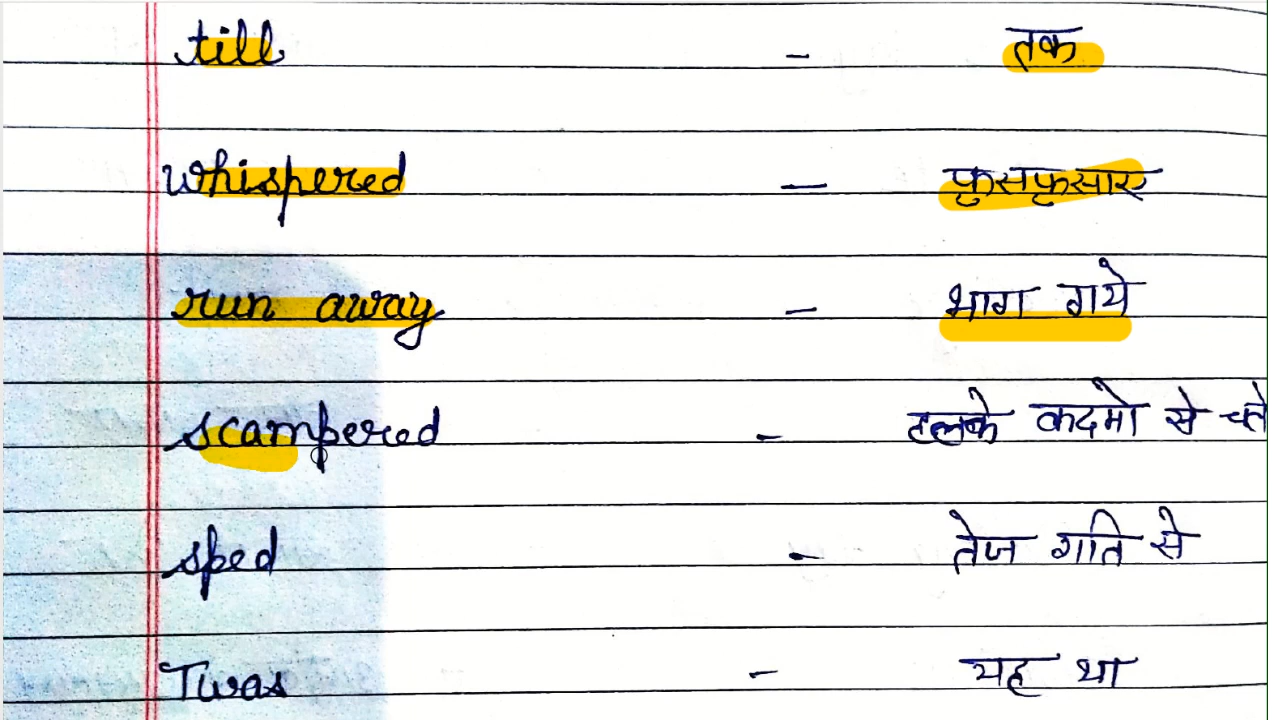 till - तक
whispered - फुसफुसाए
run away - भाग गये
scampered - हल्के कदमो से
sped - तेज गति से
Twas - यह था